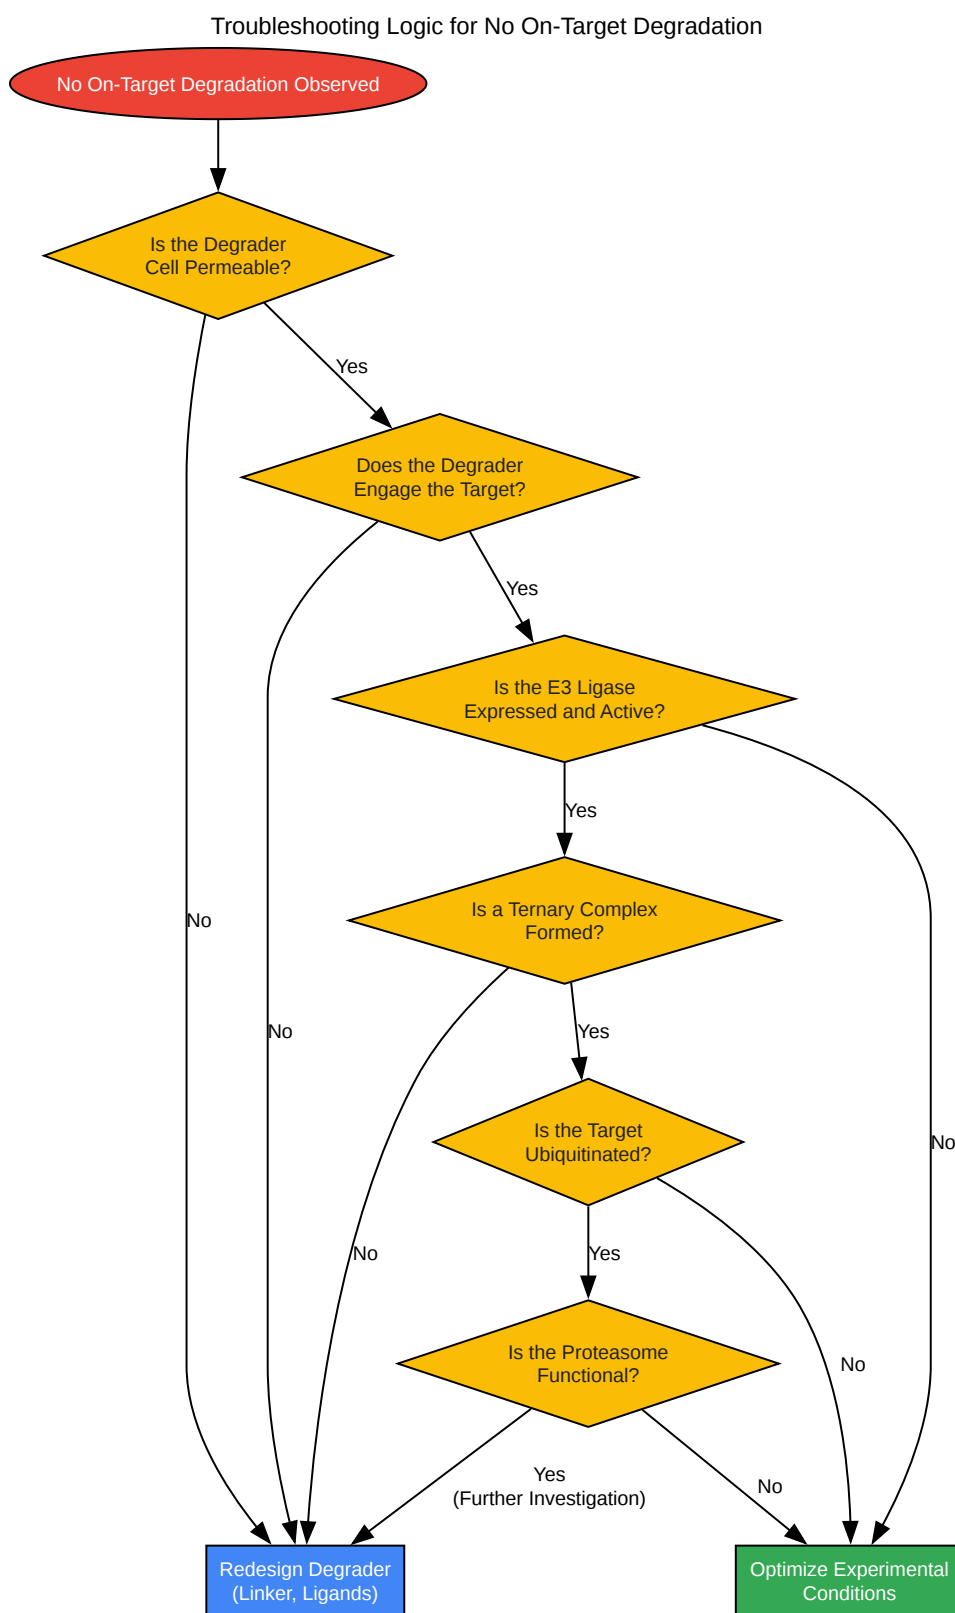 Troubleshooting Logic for No On-Target Degradation
No On-Target Degradation Observed
Is the Degrader
Cell Permeable?
Yes
Does the Degrader
Engage the Target?
Yes
Is the E3 Ligase
Expressed and Active?
Yes
Is a Ternary Complex
Formed?
No
No
Yes
Is the Target
Ubiquitinated?
No
No
Yes
Is the Proteasome
Functional?
No
Yes
(Further Investigation)
No
Redesign Degrader
(Linker, Ligands)
Optimize Experimental
Conditions